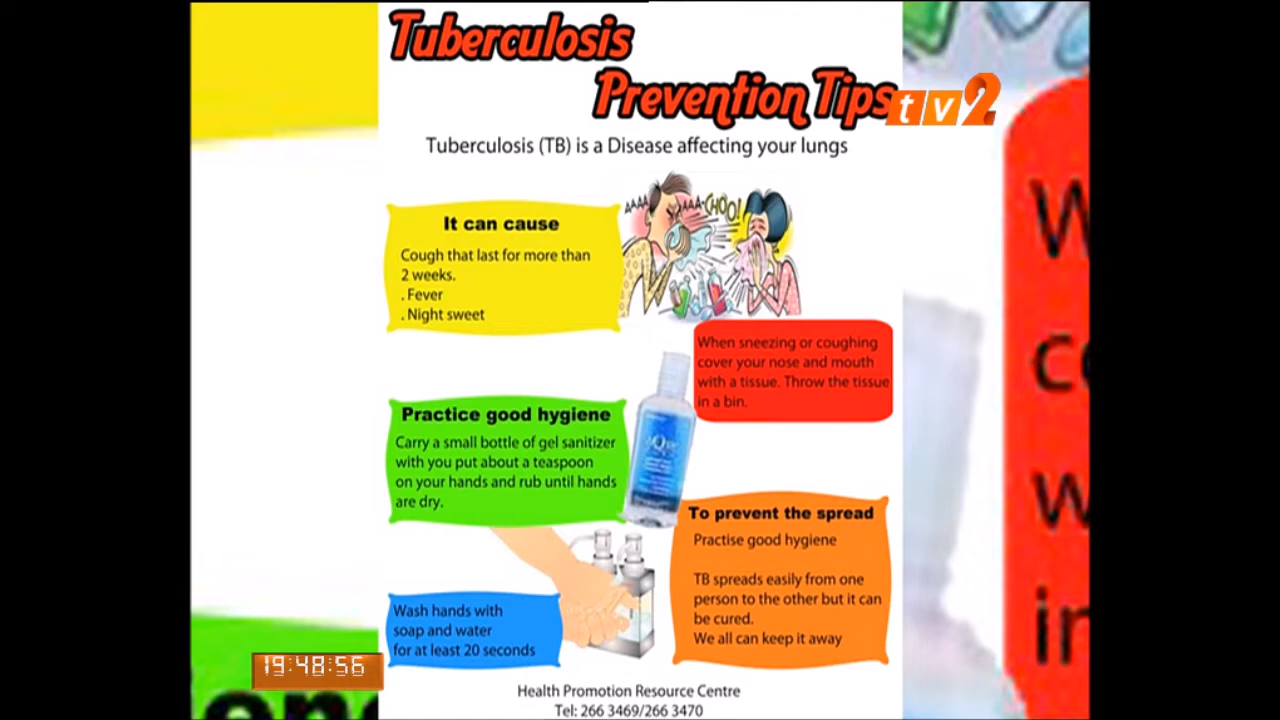 Tuberculosis
Prevention Tips
tv2
Tuberculosis (TB) is a Disease affecting your lungs
AAAA AAA-CHOO!
It can cause
Cough that last for more than
2 weeks.
. Fever
. Night sweet
When sneezing or coughing
cover your nose and mouth
with a tissue. Throw the tissue
in a bin.
Practice good hygiene
Carry a small bottle of gel sanitizer
with you put about a teaspoon
on your hands and rub until hands
are dry.
To prevent the spread
Practise good hygiene
TB spreads easily from one
person to the other but it can
be cured.
We all can keep it away
Wash hands with
soap and water
for at least 20 seconds
19:48:56
Health Promotion Resource Centre
Tel: 266 3469/266 3470